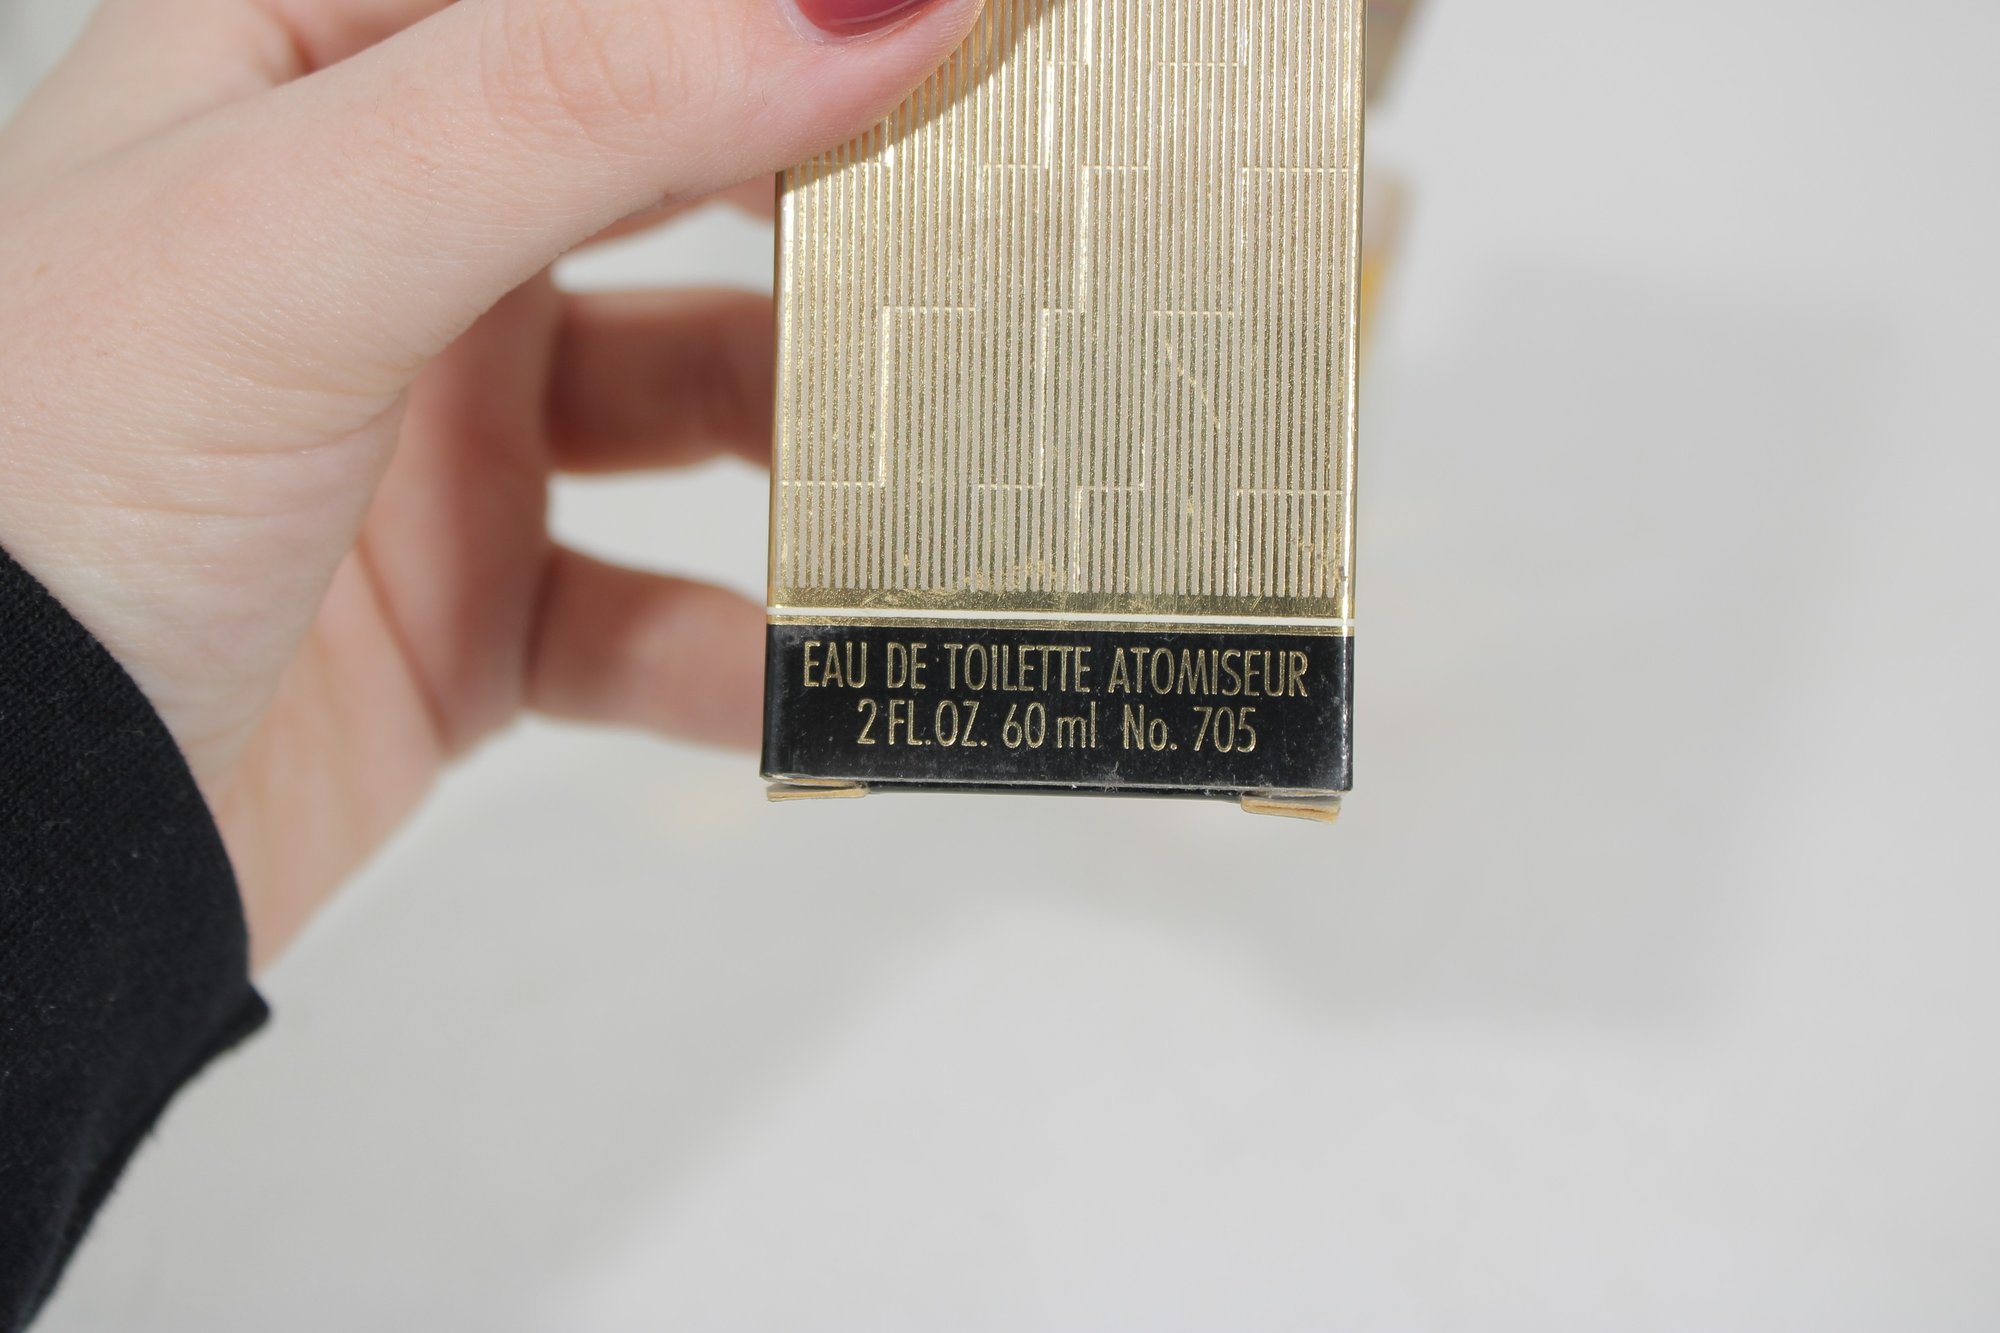 EAU DE TOILETTE ATOMISEUR
2 FL.OZ. 60 ml No. 705